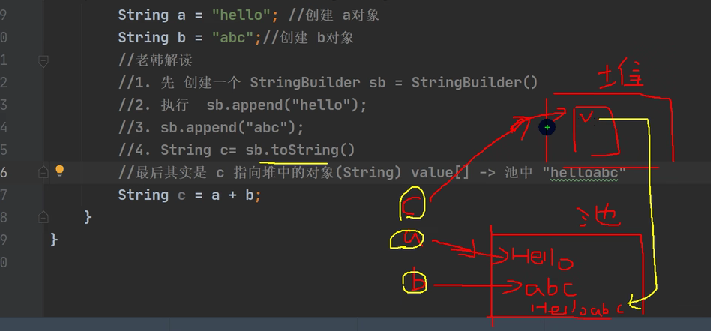 9 String a = "hello"; //创建 a对象
0 String b = "abc";//创建 b对象
1 //老韩解读
2 //1. 先 创建一个 StringBuilder sb = StringBuilder()
3 //2. 执行  sb.append("hello");
4 //3. sb.append("abc");
5 //4. String c= sb.toString()
6 //最后其实是 c 指向堆中的对象(String) value[] -> 池中 "helloabc"
7 String c = a + b;
8 }
9 }
0
堆
v
c
池
a
Hello
b
abc
Helloabc